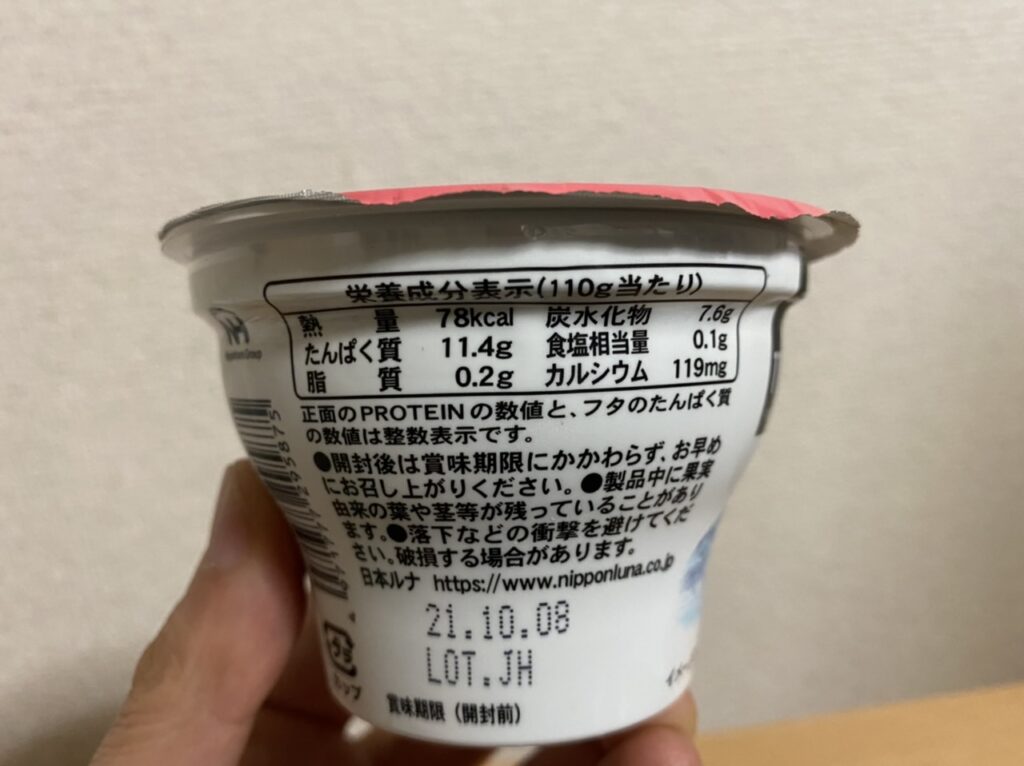 栄養成分表示(110g当たり)
熱 量 78kcal 炭水化物 7.6g
たんぱく質 11.4g 食塩相当量 0.1g
脂 質 0.2g カルシウム 119mg
正面のPROTEINの数値と、フタのたんぱく質
の数値は整数表示です。
●開封後は賞味期限にかかわらず、お早め
にお召し上がりください。●製品中に果実
由来の葉や茎等が残っていることがあり
ます。●落下などの衝撃を避けてくだ
さい。破損する場合があります。
日本ルナ https://www.nipponluna.co.jp
21.10.08
LOT.JH
賞味期限（開封前）
プラ
カップ